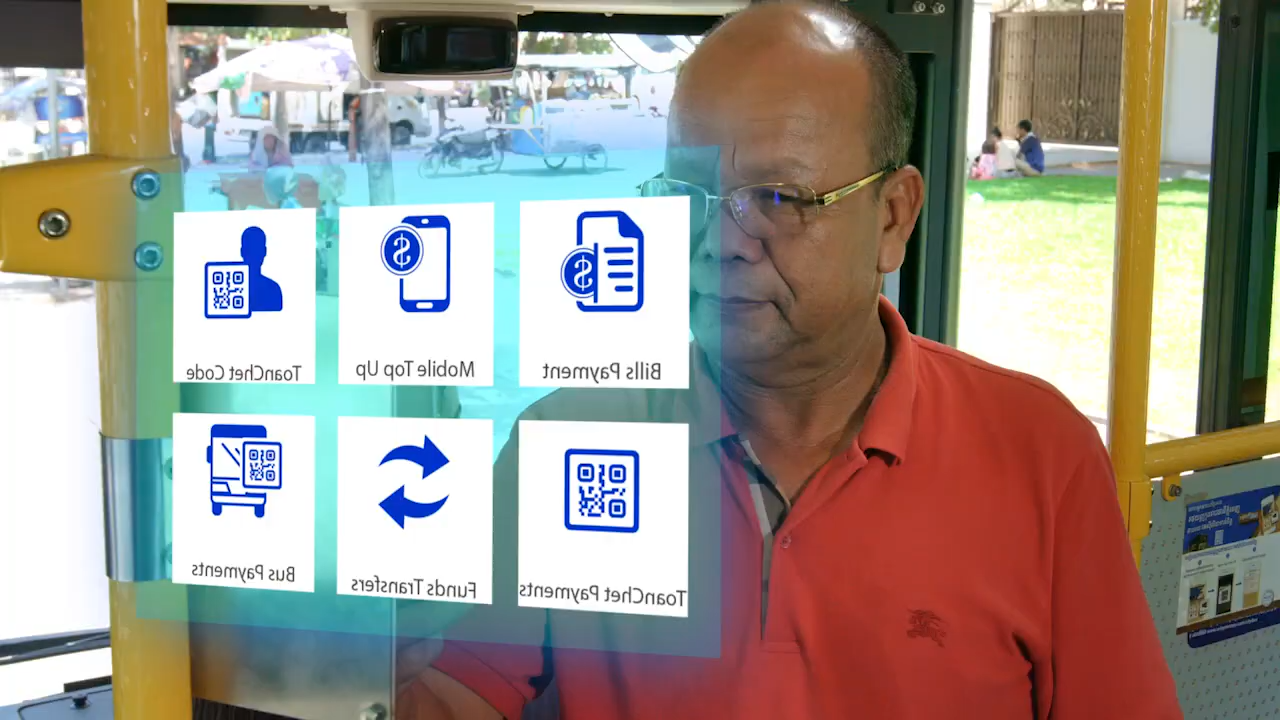 ToanChet Code
Mobile Top Up
Bills Payment
Bus Payments
Funds Transfers
ToanChet Payments